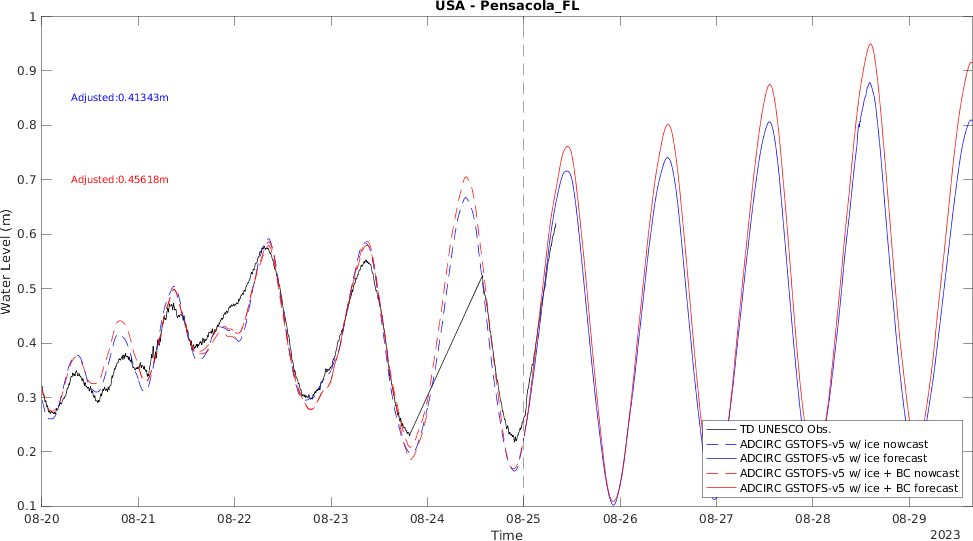 USA - Pensacola_FL
1
0.9
0.8
0.7
0.6
0.5
0.4
0.3
0.2
0.1
Water Level (m)
Adjusted:0.41343m
Adjusted:0.45618m
TD UNESCO Obs.
ADCIRC GSTOFS-v5 w/ ice nowcast
ADCIRC GSTOFS-v5 w/ ice forecast
ADCIRC GSTOFS-v5 w/ ice + BC nowcast
ADCIRC GSTOFS-v5 w/ ice + BC forecast
08-20 08-21 08-22 08-23 08-24 08-25 08-26 08-27 08-28 08-29
Time
2023